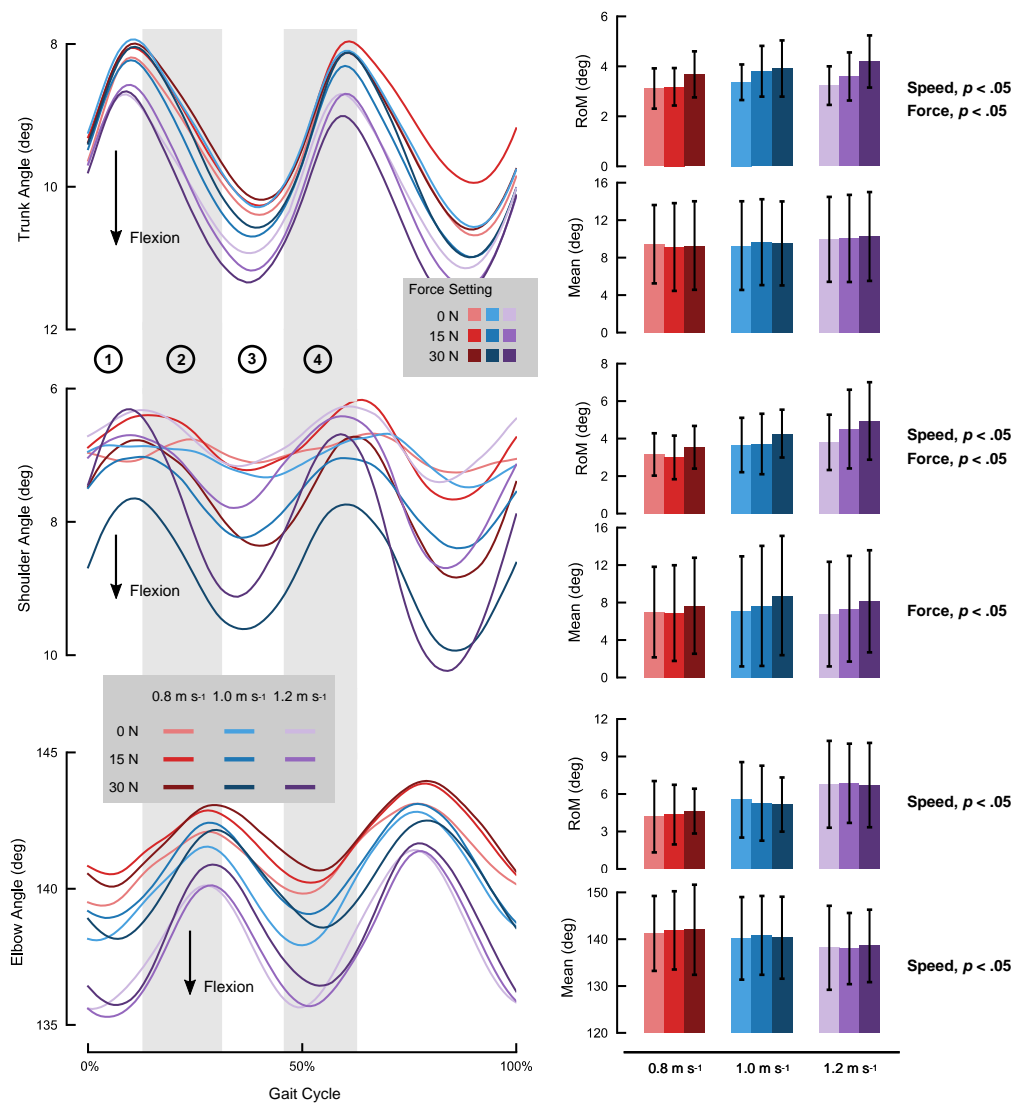 8
10
12
Trunk Angle (deg)
Flexion
Force Setting
0 N
15 N
30 N
1 2 3 4
6
8
10
Shoulder Angle (deg)
Flexion
0.8 m s-1 1.0 m s-1 1.2 m s-1
0 N
15 N
30 N
145
140
135
Elbow Angle (deg)
Flexion
0% 50% 100%
Gait Cycle
6
4
2
0
RoM (deg)
Speed, p < .05
Force, p < .05
16
12
8
4
0
Mean (deg)
8
6
4
2
0
RoM (deg)
Speed, p < .05
Force, p < .05
16
12
8
4
0
Mean (deg)
Force, p < .05
12
9
6
3
0
RoM (deg)
Speed, p < .05
150
140
130
120
Mean (deg)
Speed, p < .05
0.8 m s-1 1.0 m s-1 1.2 m s-1